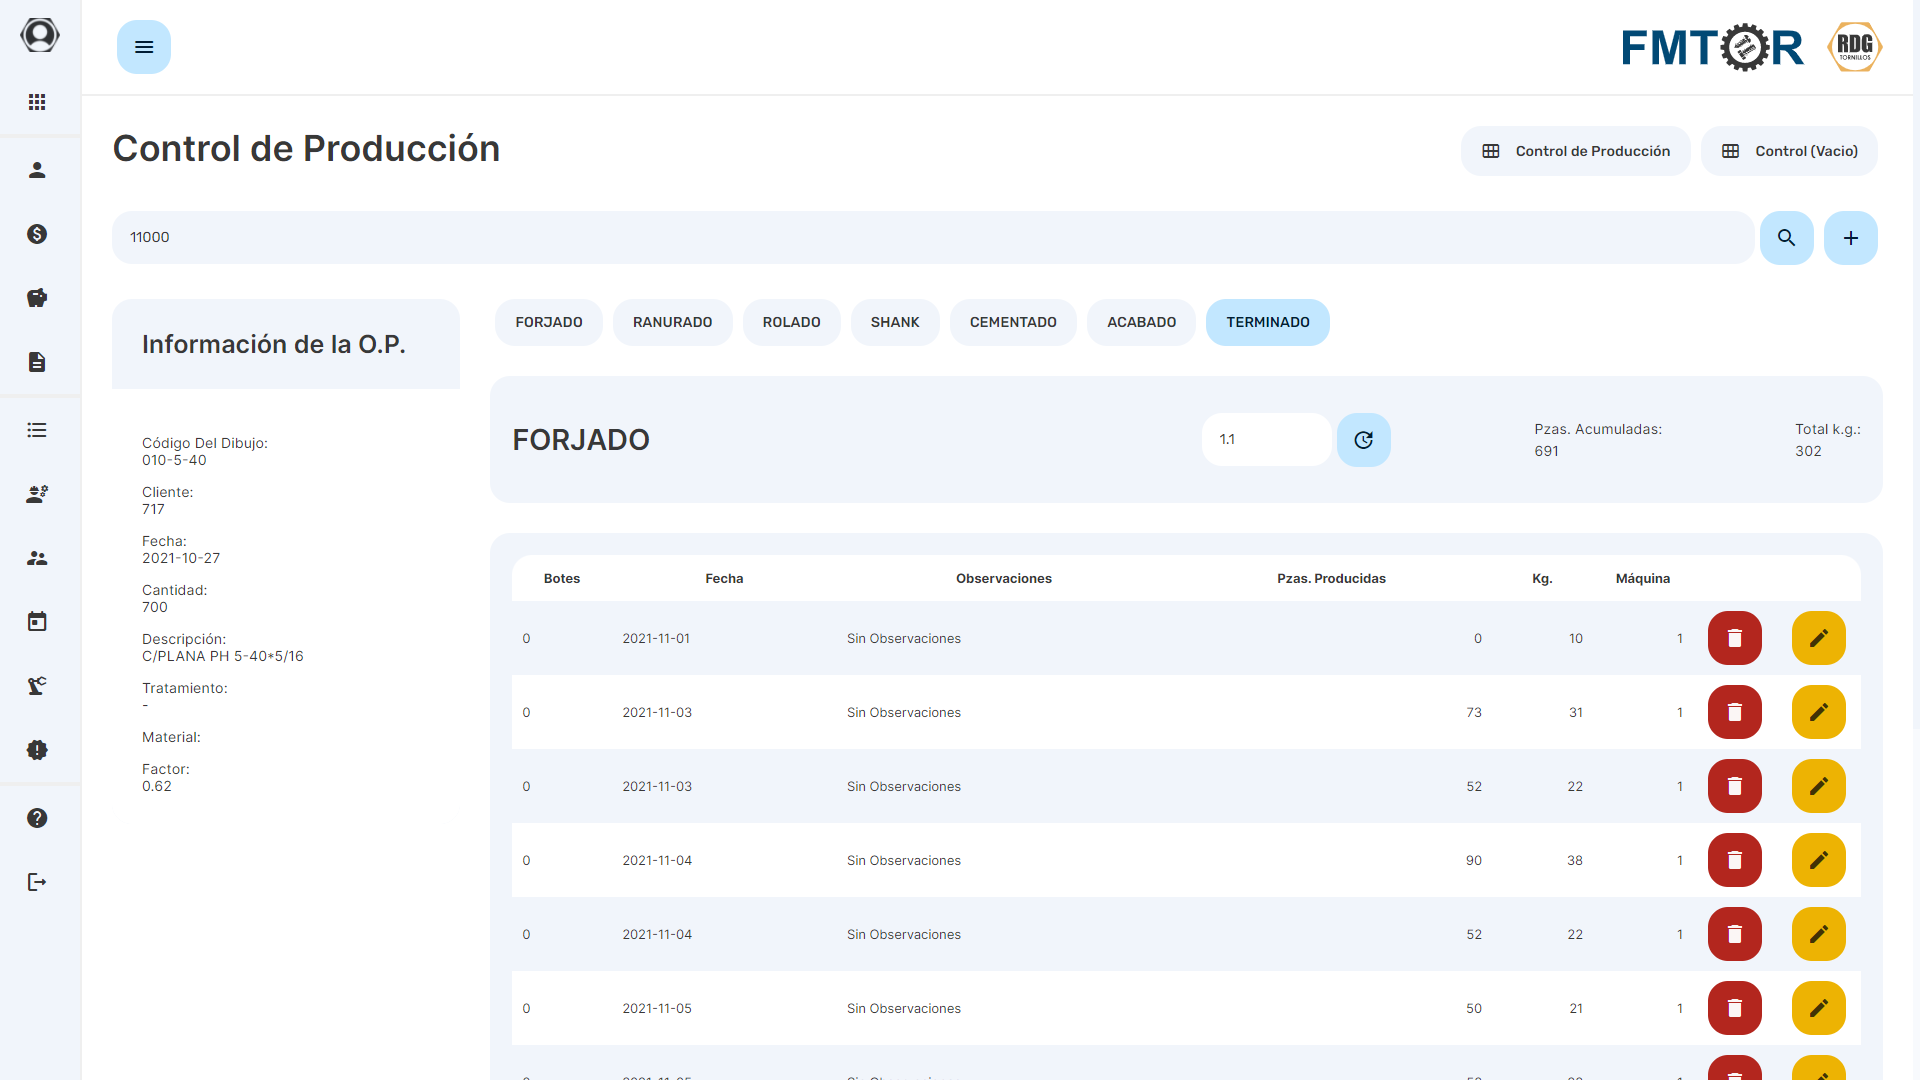 FMTOR
RDG
TORNILLOS
Control de Producción
Control de Producción
Control (Vacio)
11000
Información de la O.P.
Código Del Dibujo:
010-5-40
Cliente:
717
Fecha:
2021-10-27
Cantidad:
700
Descripción:
C/PLANA PH 5-40*5/16
Tratamiento:
-
Material:
Factor:
0.62
FORJADO RANURADO ROLADO SHANK CEMENTADO ACABADO TERMINADO
FORJADO
1.1
Pzas. Acumuladas:
691
Total k.g.:
302
Botes Fecha Observaciones Pzas. Producidas Kg. Máquina
0 2021-11-01 Sin Observaciones 0 10 1
0 2021-11-03 Sin Observaciones 73 31 1
0 2021-11-03 Sin Observaciones 52 22 1
0 2021-11-04 Sin Observaciones 90 38 1
0 2021-11-04 Sin Observaciones 52 22 1
0 2021-11-05 Sin Observaciones 50 21 1